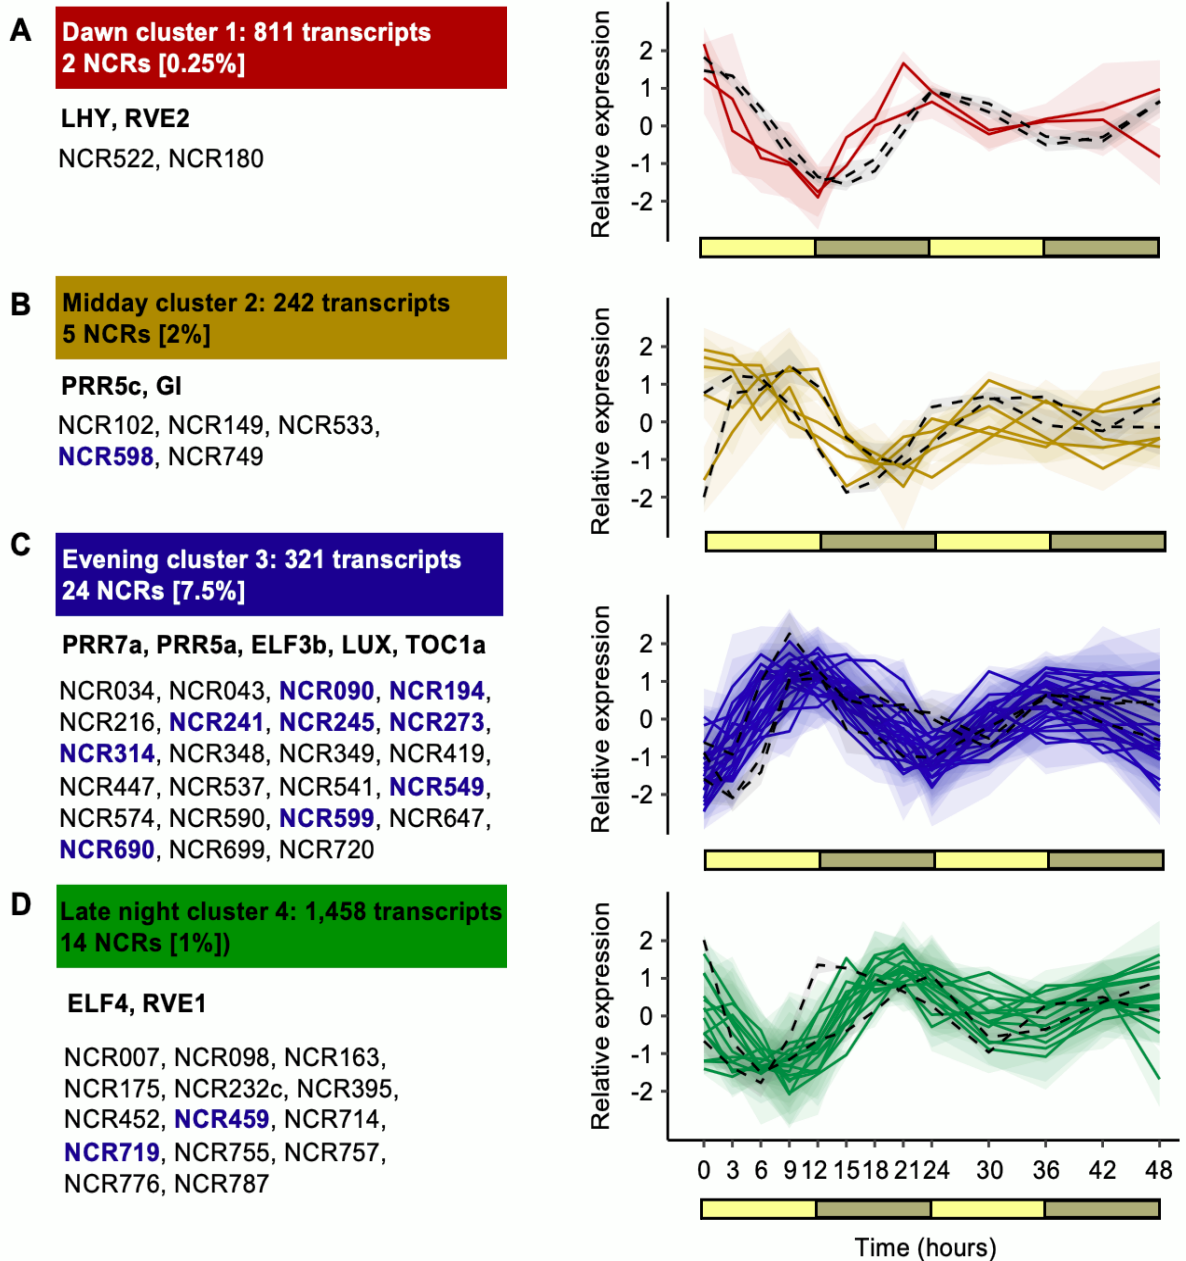 A
Dawn cluster 1: 811 transcripts
2 NCRs [0.25%]
LHY, RVE2
NCR522, NCR180
Relative expression
2
1
0
-1
-2
B
Midday cluster 2: 242 transcripts
5 NCRs [2%]
PRR5c, GI
NCR102, NCR149, NCR533,
NCR598, NCR749
Relative expression
2
1
0
-1
-2
C
Evening cluster 3: 321 transcripts
24 NCRs [7.5%]
PRR7a, PRR5a, ELF3b, LUX, TOC1a
NCR034, NCR043, NCR090, NCR194,
NCR216, NCR241, NCR245, NCR273,
NCR314, NCR348, NCR349, NCR419,
NCR447, NCR537, NCR541, NCR549,
NCR574, NCR590, NCR599, NCR647,
NCR690, NCR699, NCR720
Relative expression
2
1
0
-1
-2
D
Late night cluster 4: 1,458 transcripts
14 NCRs [1%])
ELF4, RVE1
NCR007, NCR098, NCR163,
NCR175, NCR232c, NCR395,
NCR452, NCR459, NCR714,
NCR719, NCR755, NCR757,
NCR776, NCR787
Relative expression
2
1
0
-1
-2
0 3 6 9 12 15 18 21 24 30 36 42 48
Time (hours)